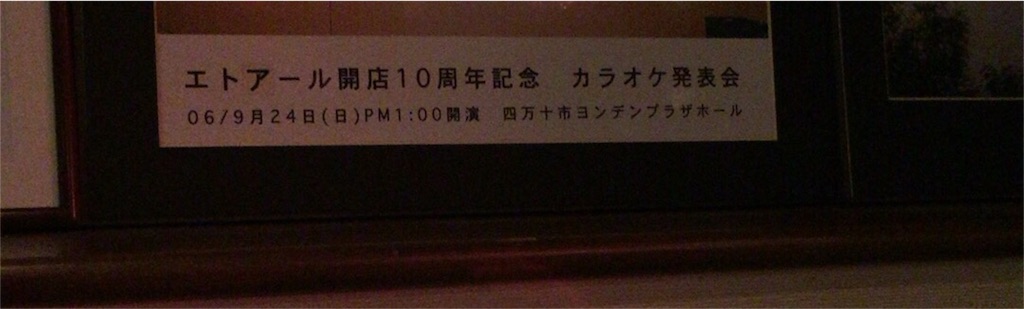 エトアール開店10周年記念　カラオケ発表会
06/9月24日(日)PM1:00開演　四万十市ヨンデンプラザホール